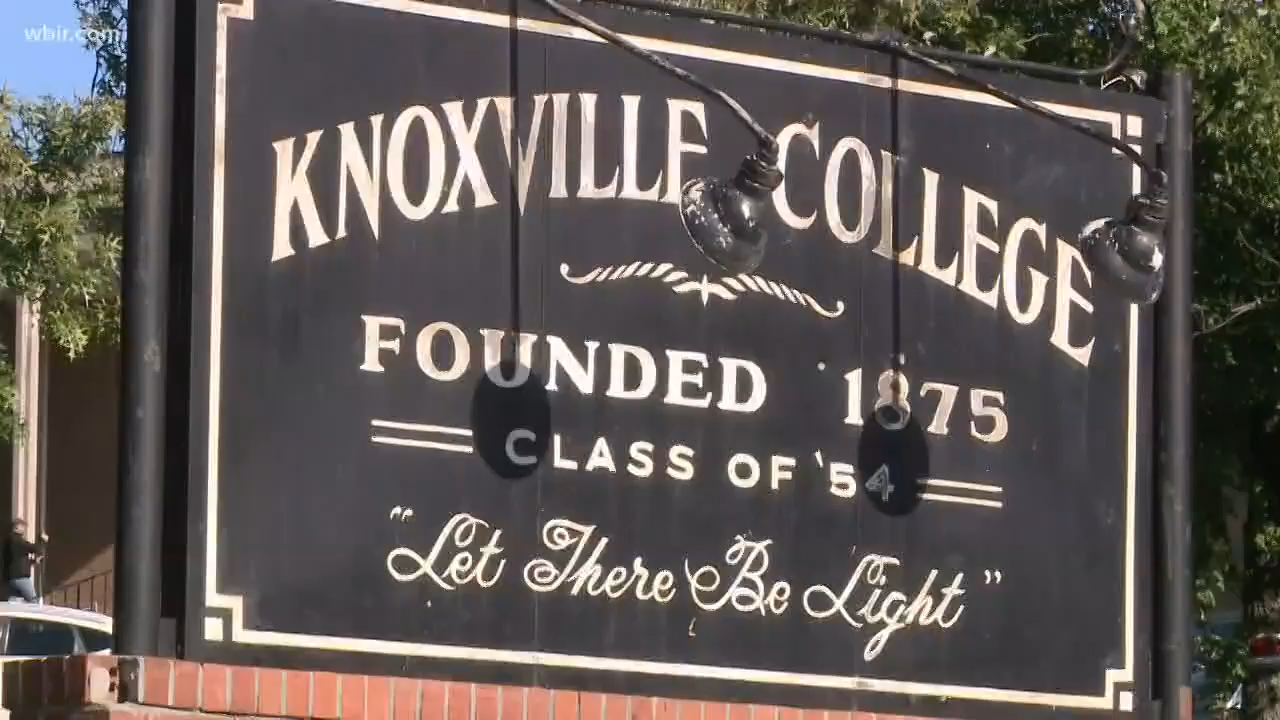 wbir.com
KNOXVILLE COLLEGE
FOUNDED 1875
CLASS OF '54
"Let There Be Light"